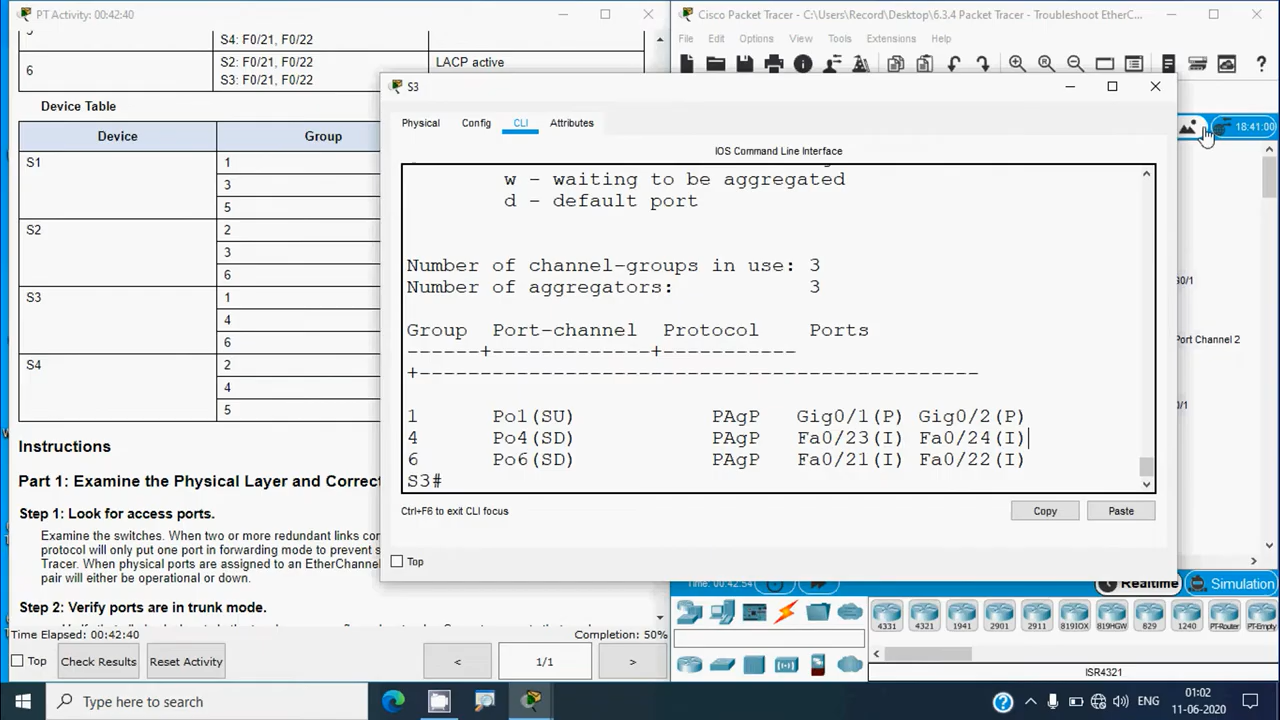 PT Activity: 00:42:40
S4: F0/21, F0/22
6
S2: F0/21, F0/22
S3: F0/21, F0/22
LACP active
Device Table
Device
Group
S1
1
3
5
S2
2
3
6
S3
1
4
6
S4
2
4
5
Instructions
Part 1: Examine the Physical Layer and Correct
Step 1: Look for access ports.
Examine the switches. When two or more redundant links con
protocol will only put one port in forwarding mode to prevent s
Tracer. When physical ports are assigned to an EtherChannel
pair will either be operational or down.
Step 2: Verify ports are in trunk mode.
Time Elapsed: 00:42:40
Completion: 50%
Top
Check Results
Reset Activity
<
1/1
>
Cisco Packet Tracer - C:\Users\Record\Desktop\6.3.4 Packet Tracer - Troubleshoot EtherC...
File Edit Options View Tools Extensions Help
18:41:00
G0/1
Port Channel 2
S3
Physical
Config
CLI
Attributes
IOS Command Line Interface
w - waiting to be aggregated
d - default port
Number of channel-groups in use: 3
Number of aggregators: 3
Group Port-channel Protocol Ports
------+-------------+-----------
+----------------------------------------------
1 Po1(SU) PAgP Gig0/1(P) Gig0/2(P)
4 Po4(SD) PAgP Fa0/23(I) Fa0/24(I)
6 Po6(SD) PAgP Fa0/21(I) Fa0/22(I)
S3#
Ctrl+F6 to exit CLI focus
Copy
Paste
Top
Time: 00:42:54
Realtime
Simulation
4331 4321 1941 2901 2911 819IOX 819HGW 829 1240 PT-Router PT-Empty
ISR4321
Type here to search
ENG
01:02
11-06-2020